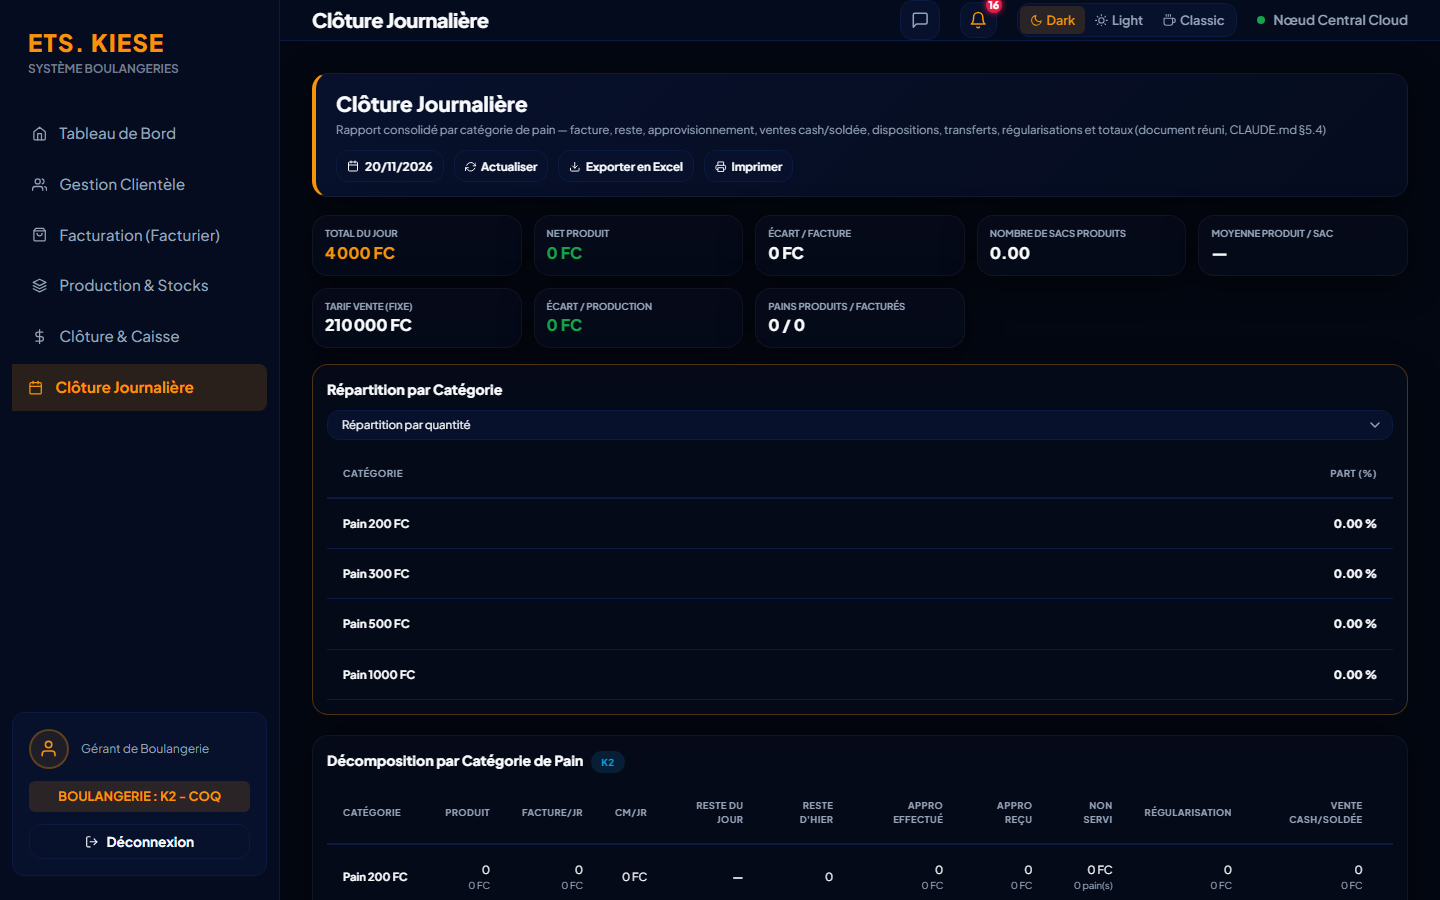 ETS. KIESE
SYSTÈME BOULANGERIES
Tableau de Bord
Gestion Clientèle
Facturation (Facturier)
Production & Stocks
Clôture & Caisse
Clôture Journalière
Gérant de Boulangerie
BOULANGERIE : K2 - COQ
Déconnexion
Clôture Journalière
16
Dark
Light
Classic
Nœud Central Cloud
Clôture Journalière
Rapport consolidé par catégorie de pain — facture, reste, approvisionnement, ventes cash/soldée, dispositions, transferts, régularisations et totaux (document réuni, CLAUDE.md §5.4)
20/11/2026
Actualiser
Exporter en Excel
Imprimer
TOTAL DU JOUR
4 000 FC
NET PRODUIT
0 FC
ÉCART / FACTURE
0 FC
NOMBRE DE SACS PRODUITS
0.00
MOYENNE PRODUIT / SAC
—
TARIF VENTE (FIXE)
210 000 FC
ÉCART / PRODUCTION
0 FC
PAINS PRODUITS / FACTURÉS
0 / 0
Répartition par Catégorie
Répartition par quantité
CATÉGORIE PART (%)
Pain 200 FC 0.00 %
Pain 300 FC 0.00 %
Pain 500 FC 0.00 %
Pain 1000 FC 0.00 %
Décomposition par Catégorie de Pain K2
CATÉGORIE PRODUIT FACTURE/JR CM/JR RESTE DU JOUR RESTE D'HIER APPRO EFFECTUÉ APPRO REÇU NON SERVI RÉGULARISATION VENTE CASH/SOLDÉE
Pain 200 FC 0 0 0 FC — 0 0 0 0 FC 0 0
0 FC 0 FC 0 FC 0 FC 0 pain(s) 0 FC 0 FC